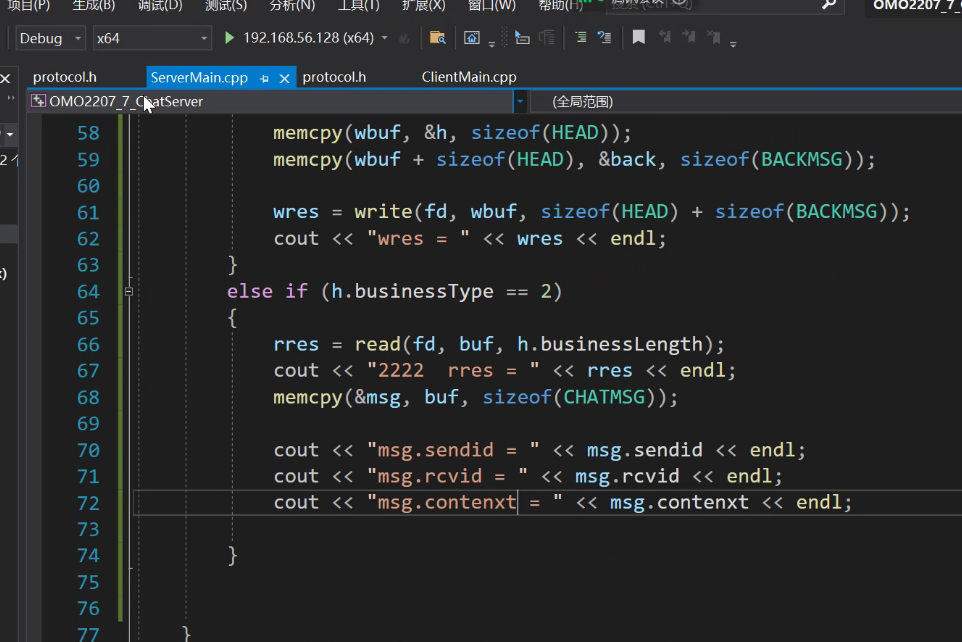 项目(P) 生成(B) 调试(D) 测试(S) 分析(N) 工具(T) 扩展(X) 窗口(W) 帮助(H) OMO2207_7_
Debug x64 192.168.56.128 (x64)
protocol.h ServerMain.cpp protocol.h ClientMain.cpp
OMO2207_7_ChatServer (全局范围)
58 memcpy(wbuf, &h, sizeof(HEAD));
59 memcpy(wbuf + sizeof(HEAD), &back, sizeof(BACKMSG));
60
61 wres = write(fd, wbuf, sizeof(HEAD) + sizeof(BACKMSG));
62 cout << "wres = " << wres << endl;
63 }
64 else if (h.businessType == 2)
65 {
66 rres = read(fd, buf, h.businessLength);
67 cout << "2222  rres = " << rres << endl;
68 memcpy(&msg, buf, sizeof(CHATMSG));
69
70 cout << "msg.sendid = " << msg.sendid << endl;
71 cout << "msg.rcvid = " << msg.rcvid << endl;
72 cout << "msg.contenxt = " << msg.contenxt << endl;
73
74 }
75
76
77 }